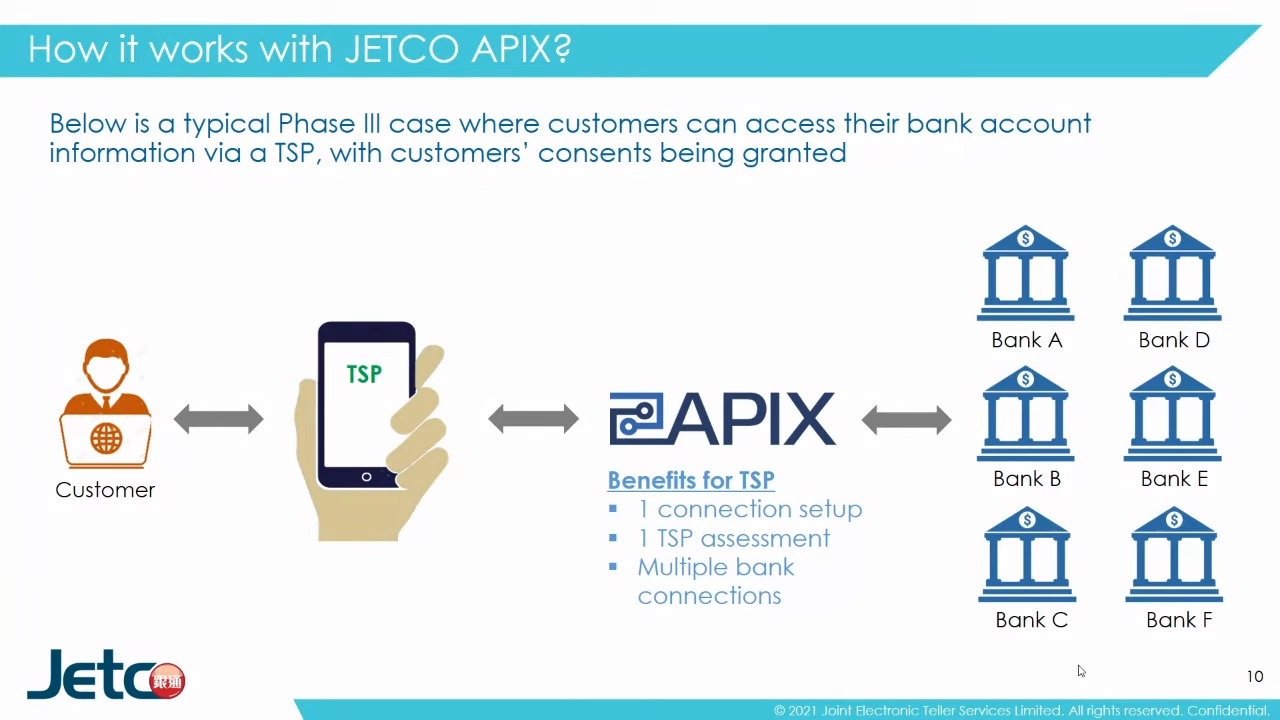 How it works with JETCO APIX?
Below is a typical Phase III case where customers can access their bank account
information via a TSP, with customers’ consents being granted
TSP
Customer
APIX
Benefits for TSP
▪ 1 connection setup
▪ 1 TSP assessment
▪ Multiple bank
connections
$
Bank A
$
Bank D
$
Bank B
$
Bank E
$
Bank C
$
Bank F
Jetco 銀通
10
© 2021 Joint Electronic Teller Services Limited. All rights reserved. Confidential.